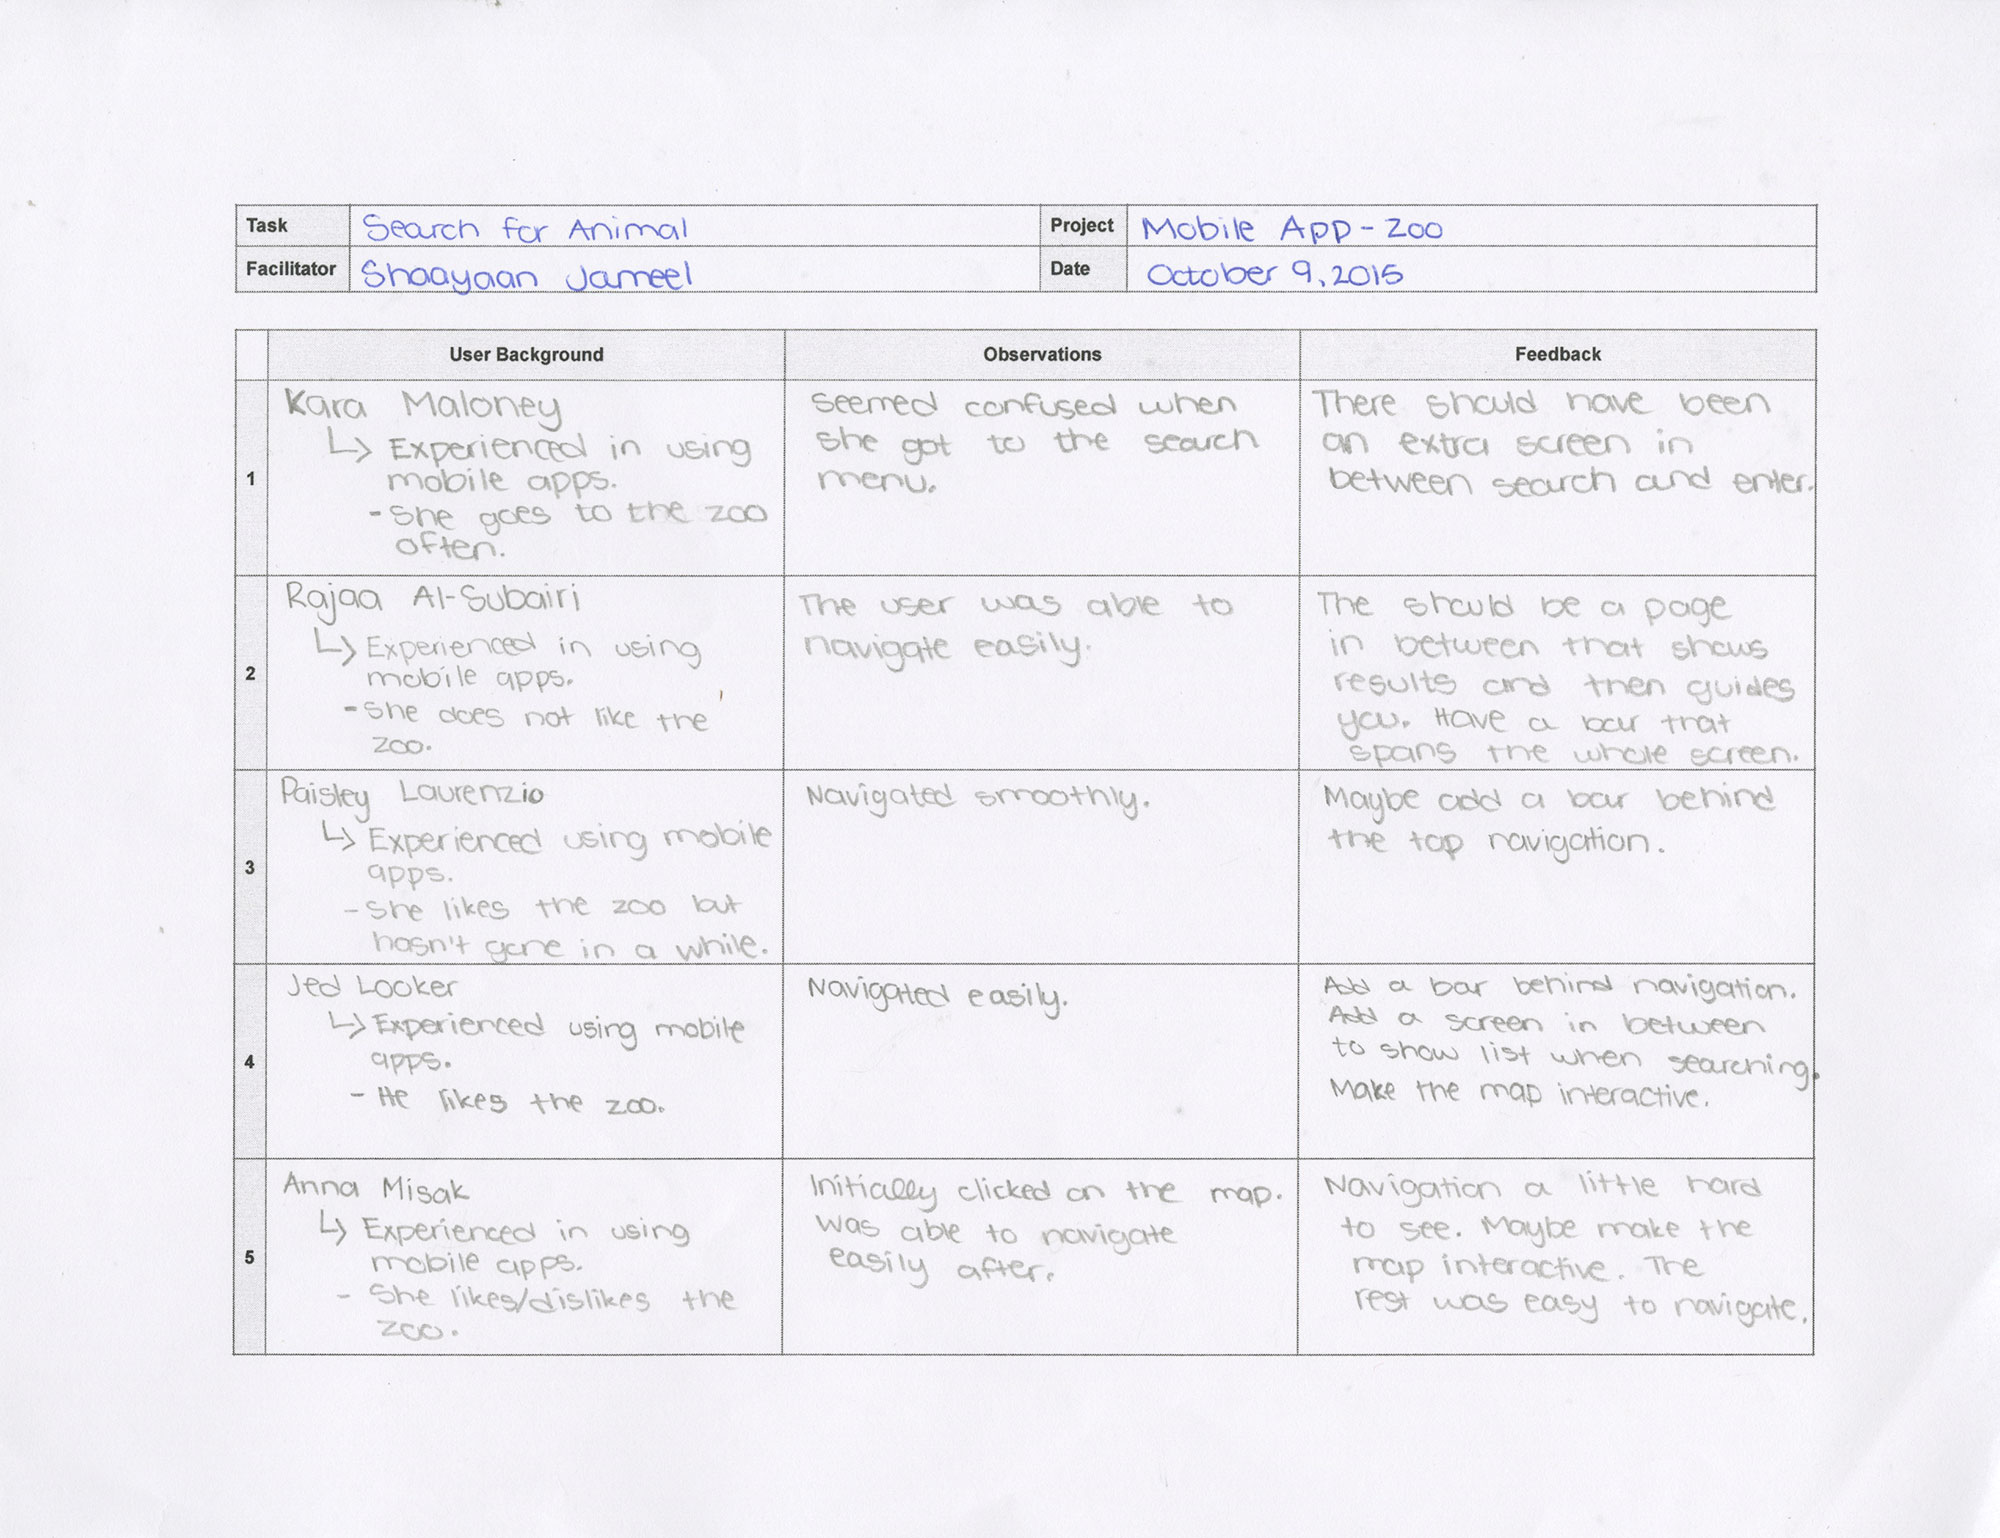 Task Search for Animal Project Mobile App - Zoo
Facilitator Shaayaan Jameel Date October 9, 2015
User Background Observations Feedback
1
Kara Maloney
↳ Experienced in using
mobile apps.
- She goes to the zoo
often.
Seemed confused when
she got to the search
menu.
There should have been
an extra screen in
between search and enter.
2
Rajaa Al-Subairi
↳ Experienced in using
mobile apps.
- She does not like the
zoo.
The user was able to
navigate easily.
The should be a page
in between that shows
results and then guides
you. Have a bar that
spans the whole screen.
3
Paisley Laurenzio
↳ Experienced using mobile
apps.
- She likes the zoo but
hasn't gone in a while.
Navigated smoothly.
Maybe add a bar behind
the top navigation.
4
Jed Looker
↳ Experienced using mobile
apps.
- He likes the zoo.
Navigated easily.
Add a bar behind navigation.
Add a screen in between
to show list when searching.
Make the map interactive.
5
Anna Misak
↳ Experienced in using
mobile apps.
- She likes/dislikes the
zoo.
Initially clicked on the map.
Was able to navigate
easily after.
Navigation a little hard
to see. Maybe make the
map interactive. The
rest was easy to navigate.